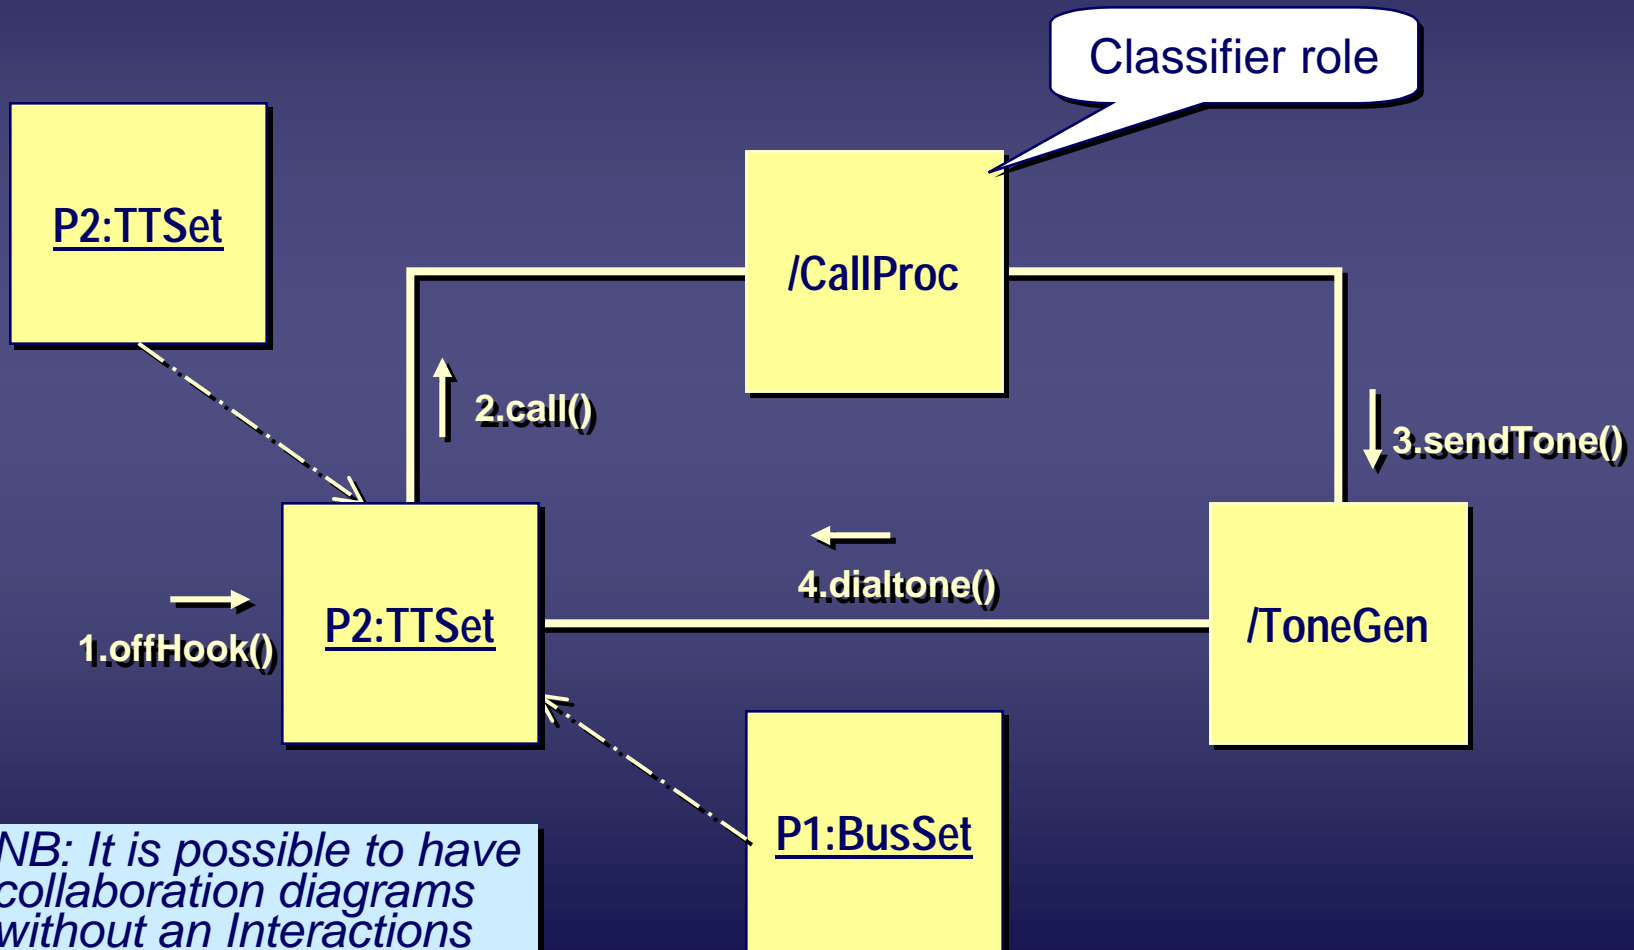 Classifier role
P2:TTSet
/CallProc
2.call()
3.sendTone()
4.dialtone()
1.offHook()
P2:TTSet
/ToneGen
P1:BusSet
NB: It is possible to have
collaboration diagrams
without an Interactions